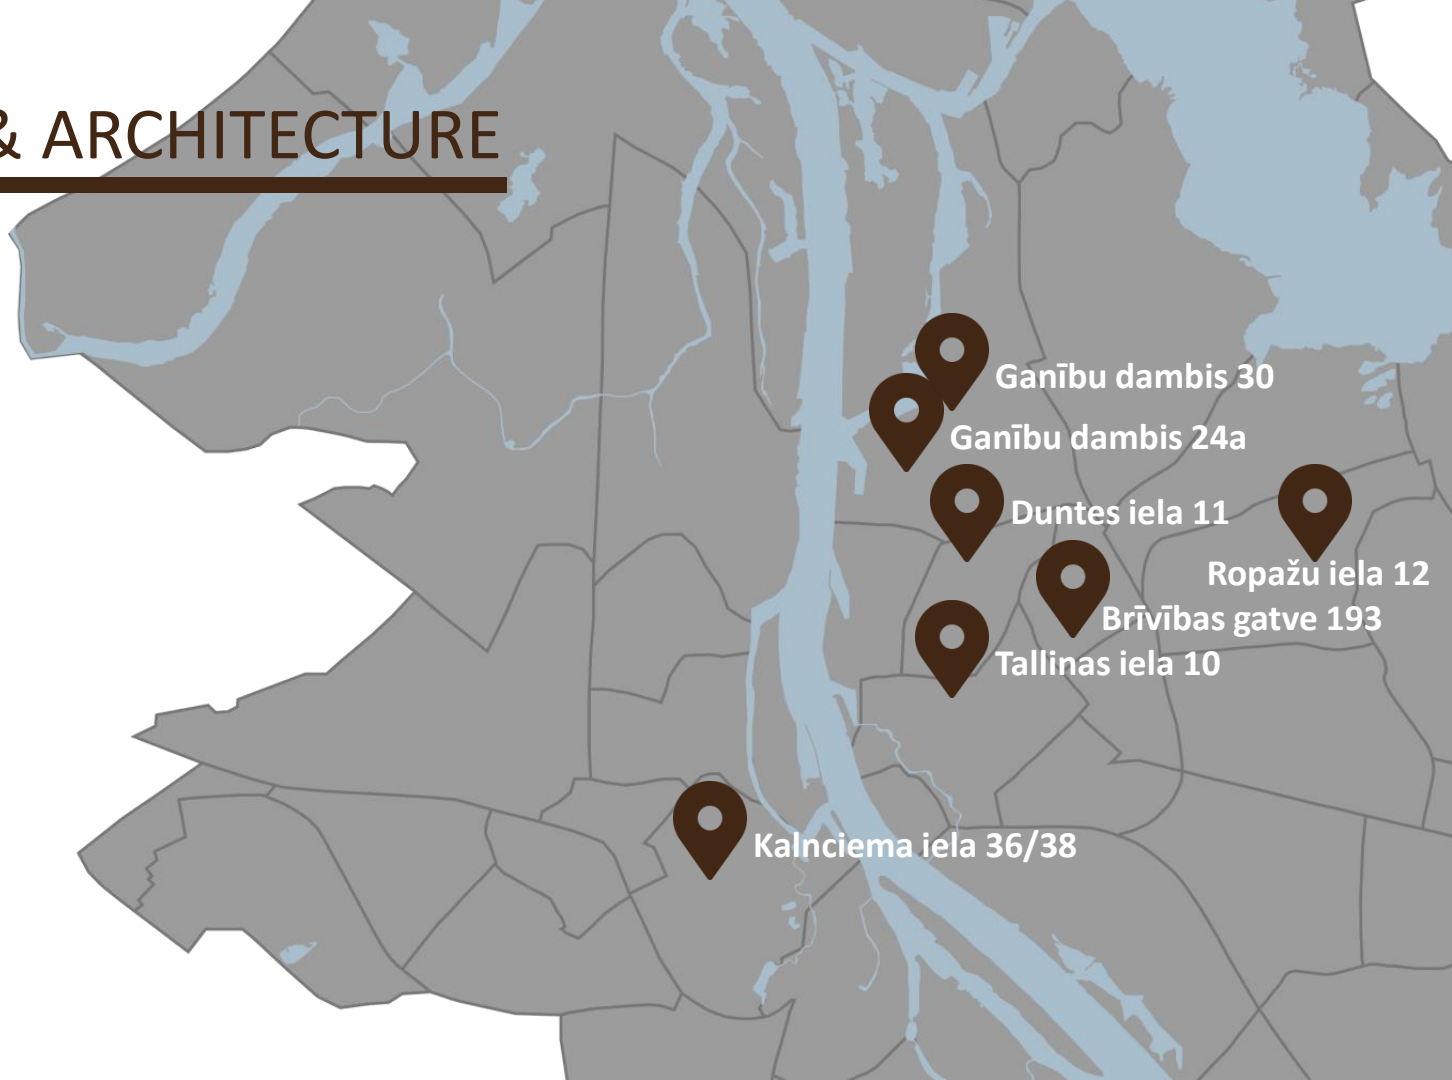 & ARCHITECTURE
Ganību dambis 30
Ganību dambis 24a
Duntes iela 11
Ropažu iela 12
Brīvības gatve 193
Tallinas iela 10
Kalnciema iela 36/38